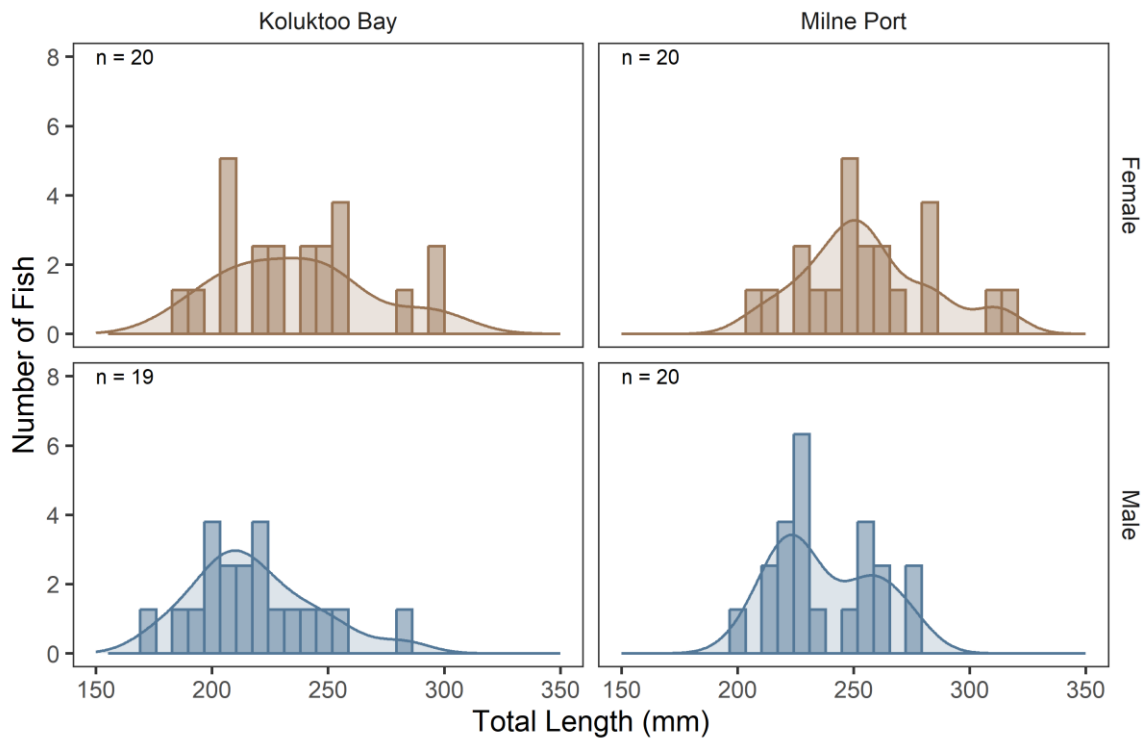 Koluktoo Bay
Milne Port
n = 20
n = 20
Female
8
6
4
2
0
n = 19
n = 20
Male
8
6
4
2
0
Number of Fish
150 200 250 300 350
150 200 250 300 350
Total Length (mm)